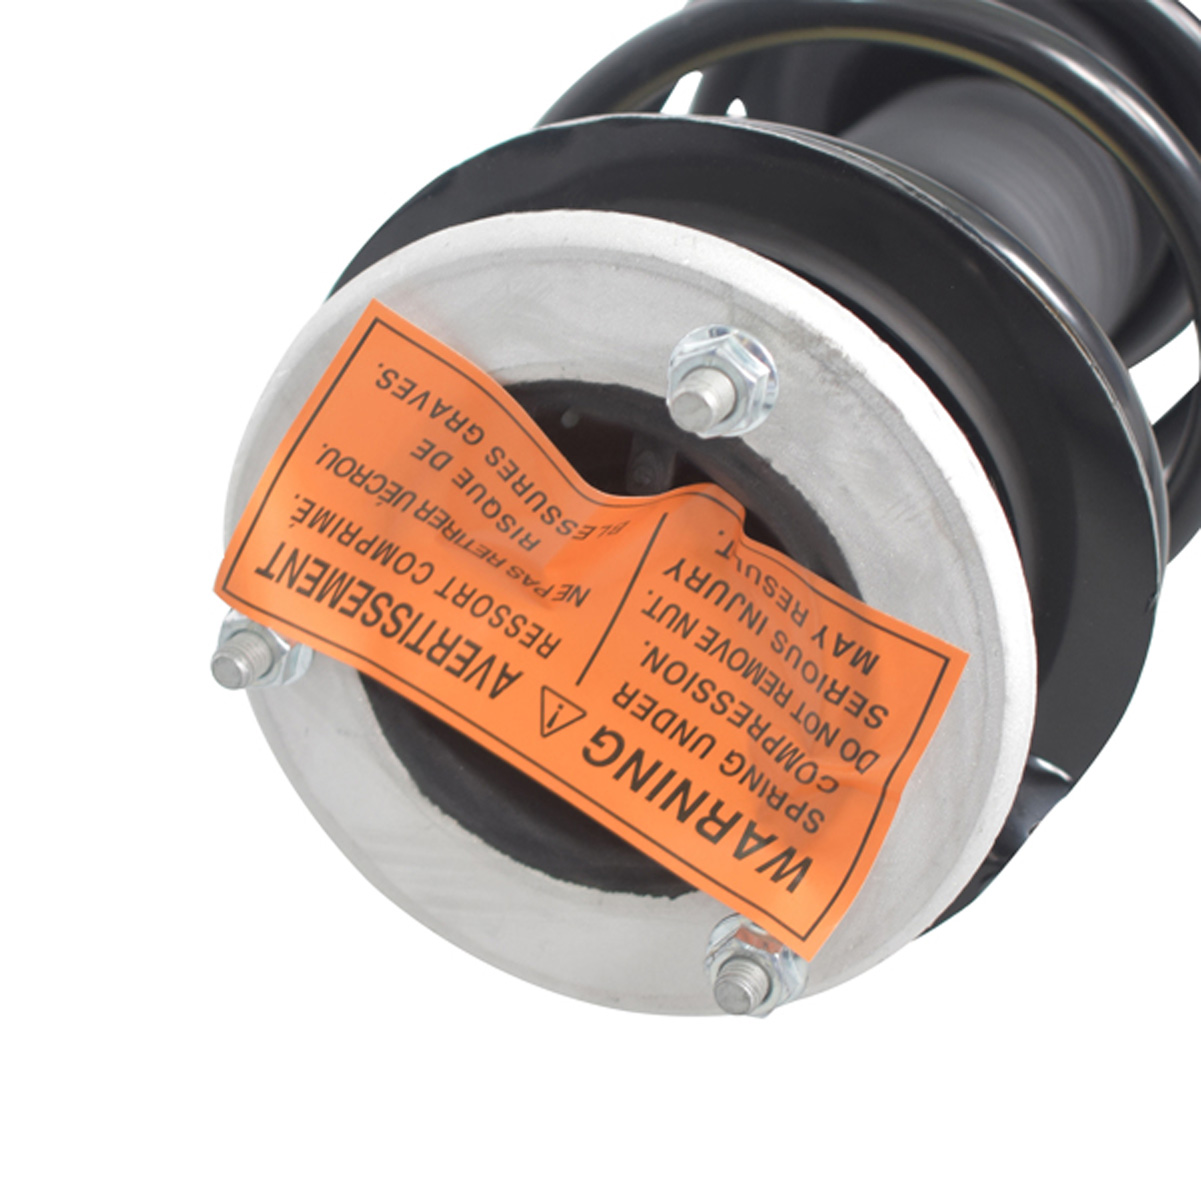 WARNING
SPRING UNDER
COMPRESSION.
DO NOT REMOVE NUT.
SERIOUS INJURY
MAY RESULT.
AVERTISSEMENT
RESSORT COMPRIMÉ.
NE PAS RETIRER L'ÉCROU.
RISQUE DE
BLESSURES GRAVES.